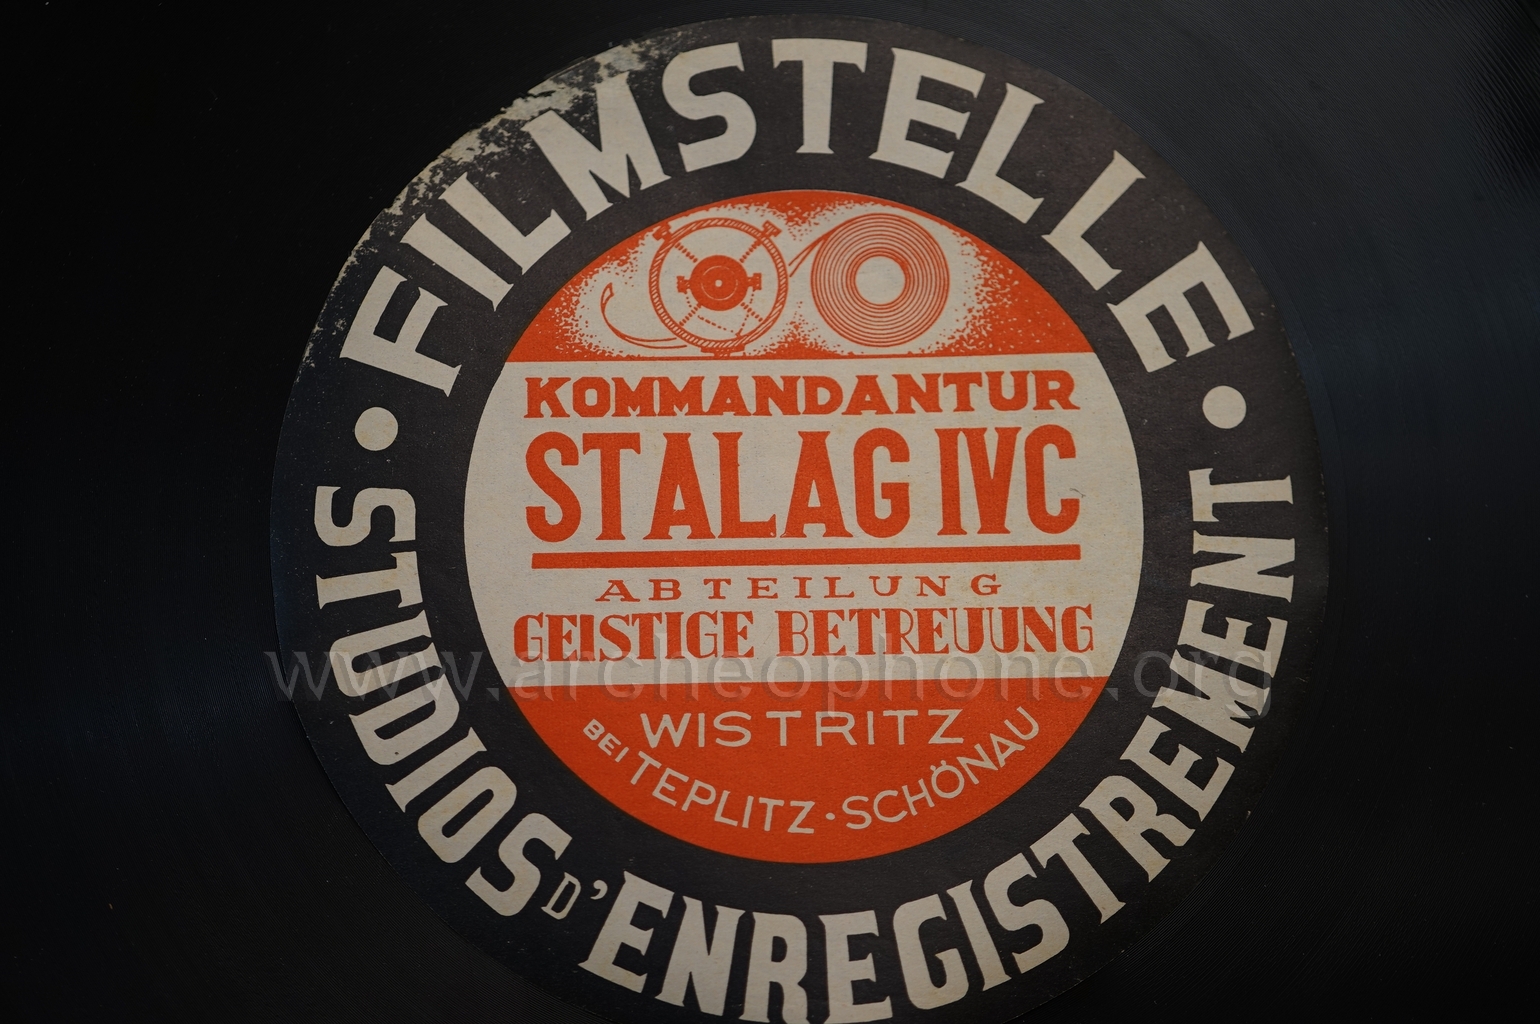 FILMSTELLE
KOMMANDANTUR
STALAG IVC
ABTEILUNG
GEISTIGE BETREUUNG
WISTRITZ
BEI TEPLITZ·SCHÖNAU
STUDIOS D'ENREGISTREMENT
www.archeophone.org